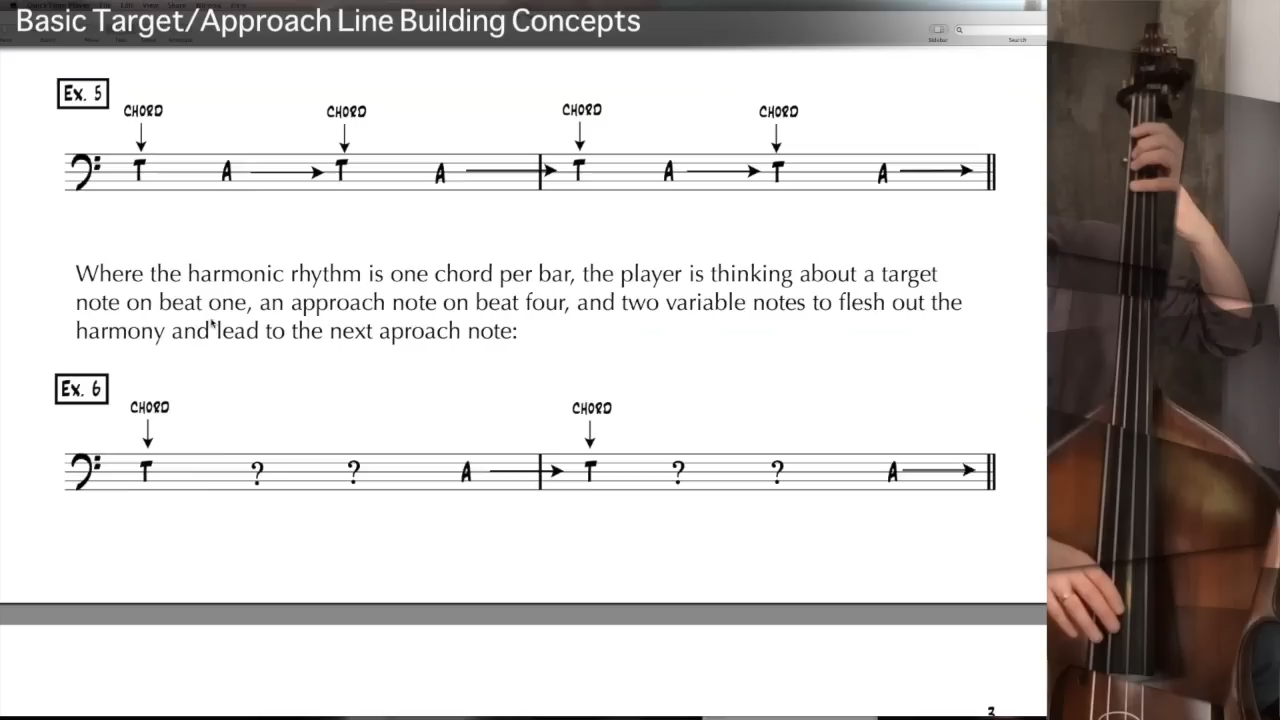 Basic Target/Approach Line Building Concepts
Sidebar
Search
Ex. 5
CHORD CHORD CHORD CHORD
T A T A T A T A
Where the harmonic rhythm is one chord per bar, the player is thinking about a target
note on beat one, an approach note on beat four, and two variable notes to flesh out the
harmony and lead to the next aproach note:
Ex. 6
CHORD CHORD
T ? ? A T ? ? A
3